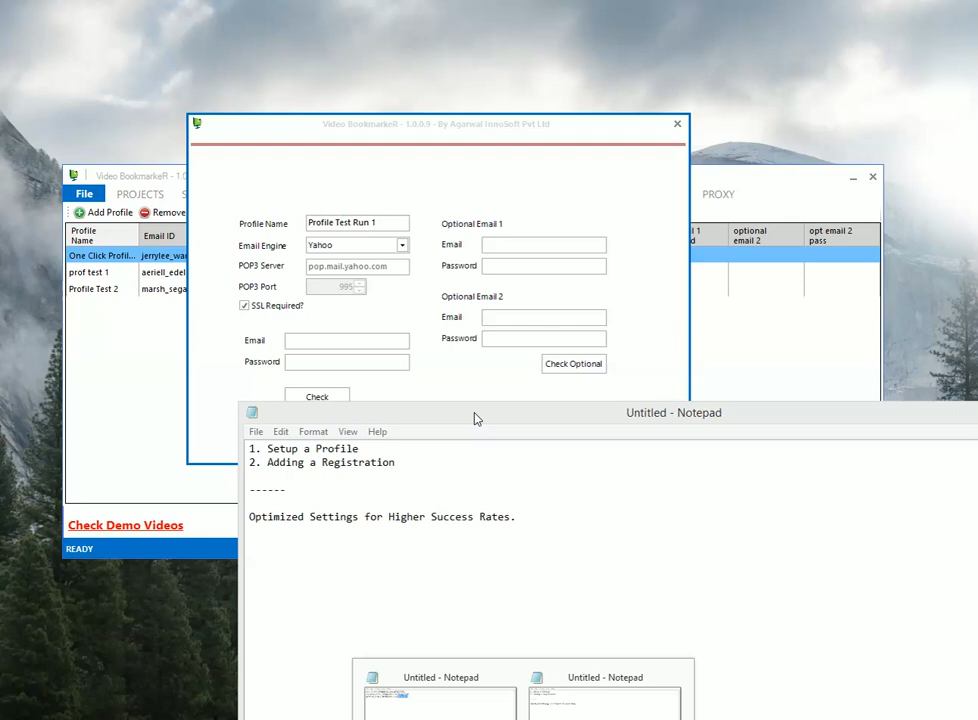 Video BookmarkeR - 1.0.0.9 - By Agarwal InnoSoft Pvt Ltd
Video BookmarkeR - 1.0
File PROJECTS S PROXY
Add Profile Remove
Profile Name Email ID optional email 2 opt email 2 pass
One Click Profil... jerrylee_wa
prof test 1 aeriell_edel
Profile Test 2 marsh_sega
Profile Name Profile Test Run 1
Email Engine Yahoo
POP3 Server pop.mail.yahoo.com
POP3 Port 995
SSL Required?
Email
Password
Check
Optional Email 1
Email
Password
Optional Email 2
Email
Password
Check Optional
Check Demo Videos
READY
Untitled - Notepad
File Edit Format View Help
1. Setup a Profile
2. Adding a Registration
------
Optimized Settings for Higher Success Rates.
Untitled - Notepad Untitled - Notepad